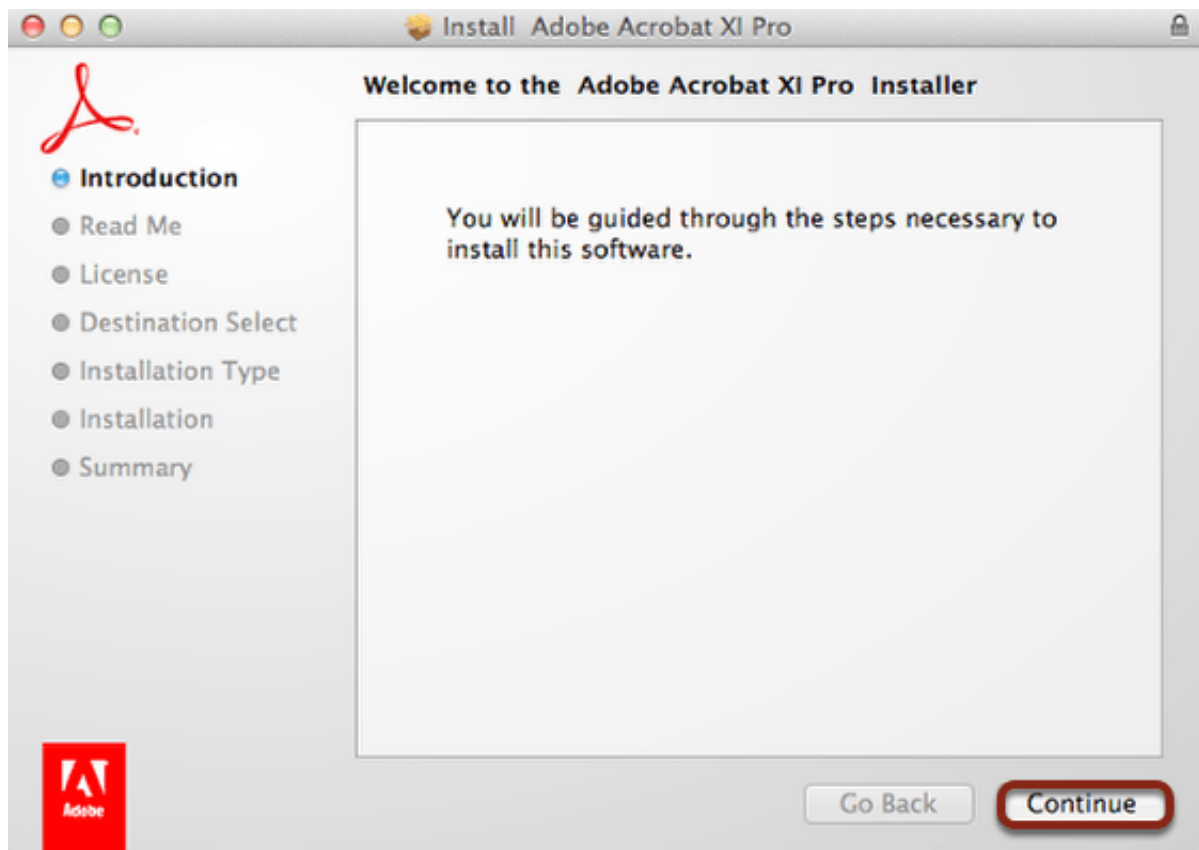 Install Adobe Acrobat XI Pro
Welcome to the Adobe Acrobat XI Pro Installer
Introduction
Read Me
License
Destination Select
Installation Type
Installation
Summary
You will be guided through the steps necessary to
install this software.
Adobe
Go Back
Continue